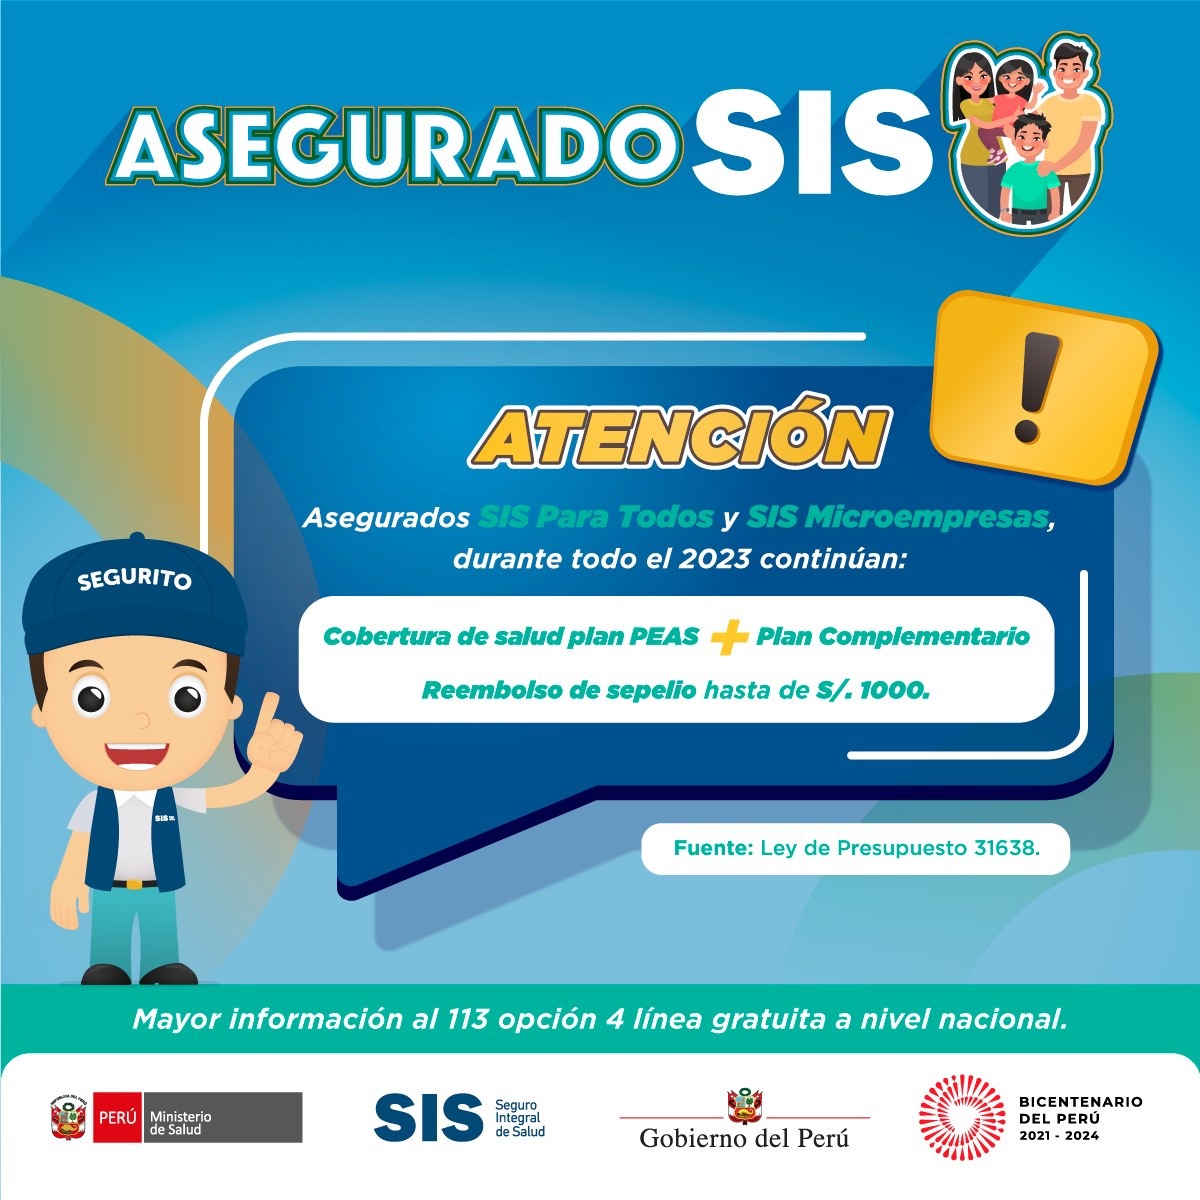 ASEGURADO SIS
ATENCIÓN
Asegurados SIS Para Todos y SIS Microempresas,
durante todo el 2023 continúan:
Cobertura de salud plan PEAS + Plan Complementario
Reembolso de sepelio hasta de S/. 1000.
SEGURITO
SIS
Fuente: Ley de Presupuesto 31638.
Mayor información al 113 opción 4 línea gratuita a nivel nacional.
PERÚ
Ministerio
de Salud
SIS
Seguro
Integral
de Salud
Gobierno del Perú
BICENTENARIO
DEL PERÚ
2021 - 2024